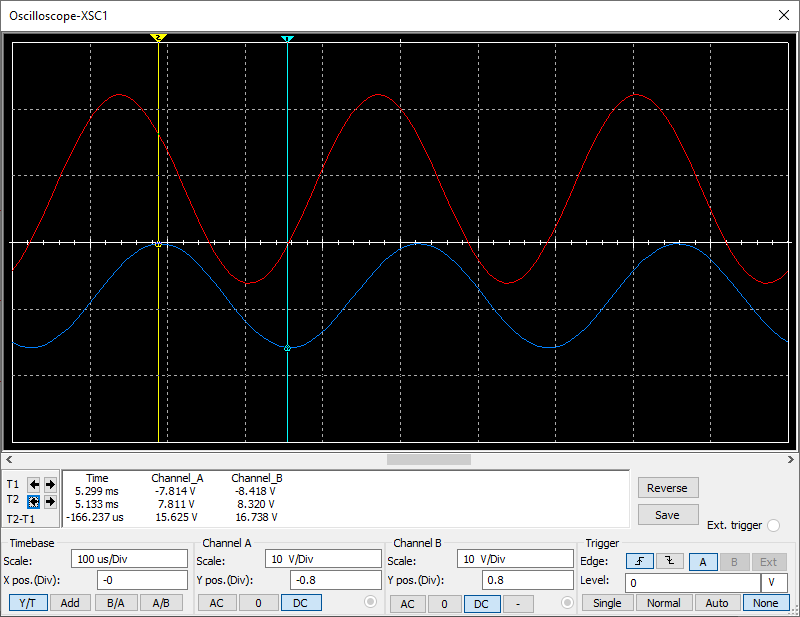 Oscilloscope-XSC1
2 1
T1
T2
T2-T1
Time Channel_A Channel_B
5.299 ms -7.814 V -8.418 V
5.133 ms 7.811 V 8.320 V
-166.237 us 15.625 V 16.738 V
Reverse
Save
Ext. trigger
Timebase
Scale: 100 us/Div
X pos.(Div): -0
Y/T Add B/A A/B
Channel A
Scale: 10 V/Div
Y pos.(Div): -0.8
AC 0 DC
Channel B
Scale: 10 V/Div
Y pos.(Div): 0.8
AC 0 DC -
Trigger
Edge: A B Ext
Level: 0 V
Single Normal Auto None